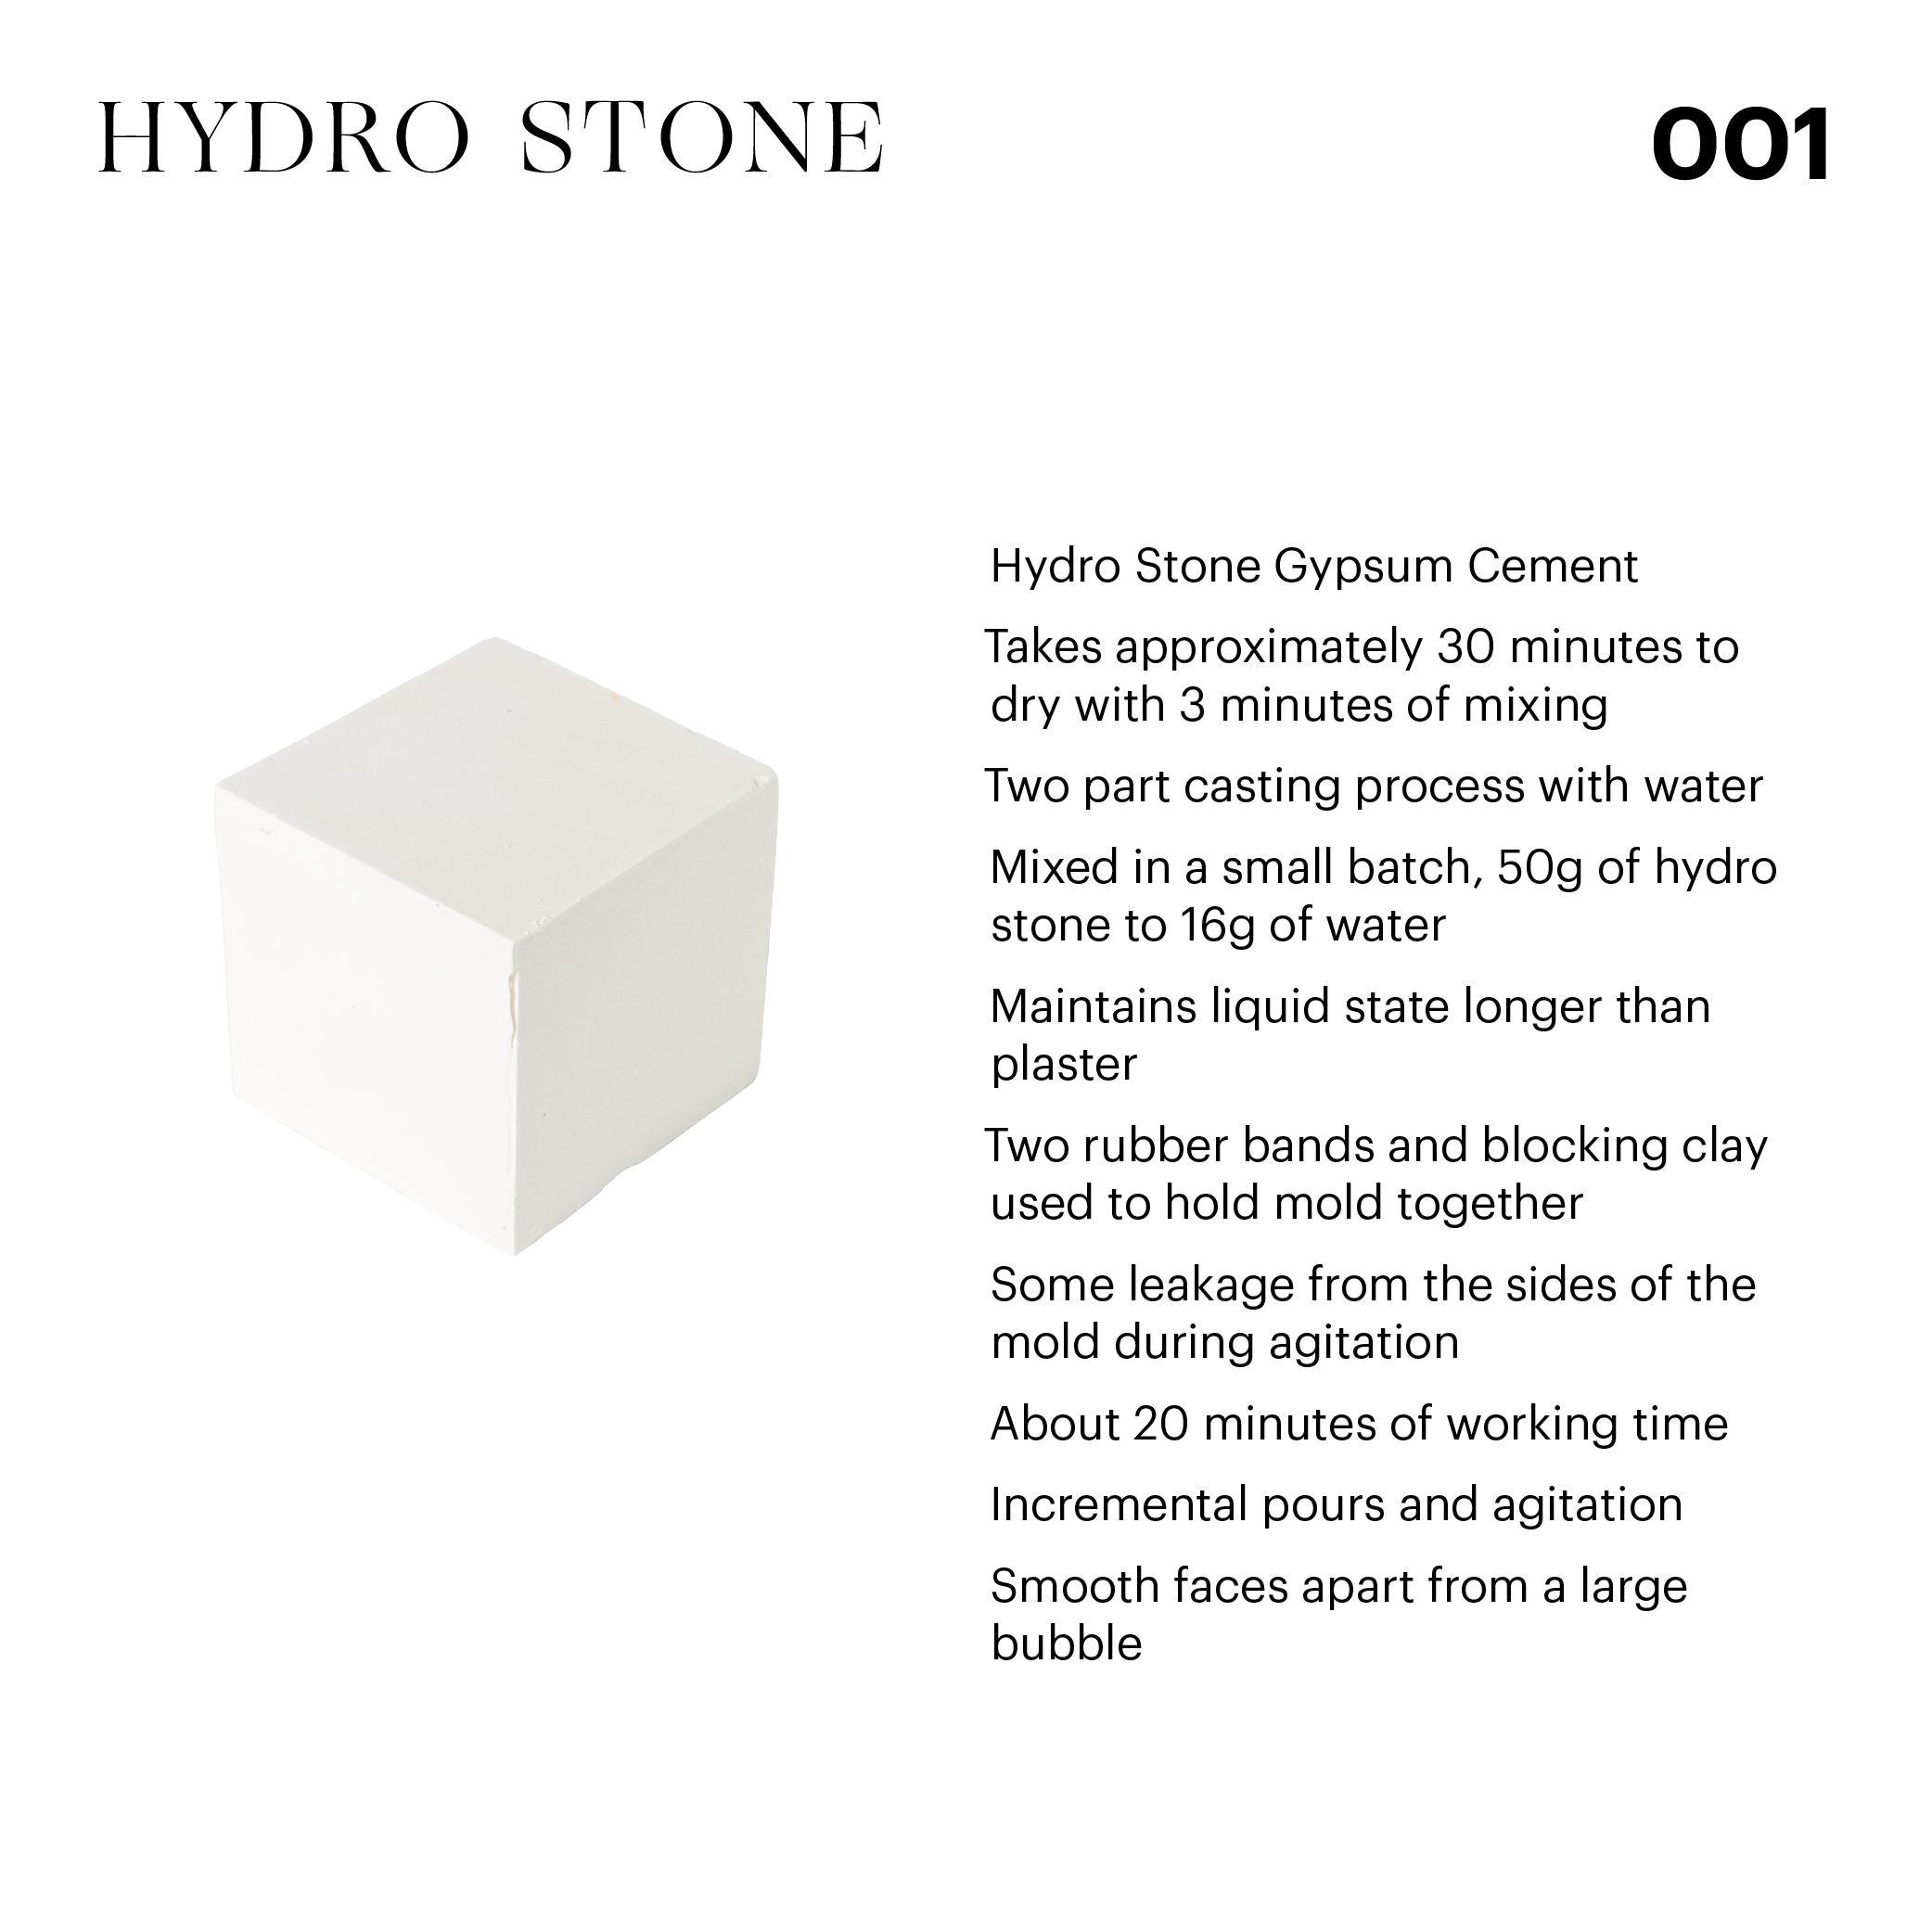 HYDRO STONE
001
Hydro Stone Gypsum Cement
Takes approximately 30 minutes to
dry with 3 minutes of mixing
Two part casting process with water
Mixed in a small batch, 50g of hydro
stone to 16g of water
Maintains liquid state longer than
plaster
Two rubber bands and blocking clay
used to hold mold together
Some leakage from the sides of the
mold during agitation
About 20 minutes of working time
Incremental pours and agitation
Smooth faces apart from a large
bubble